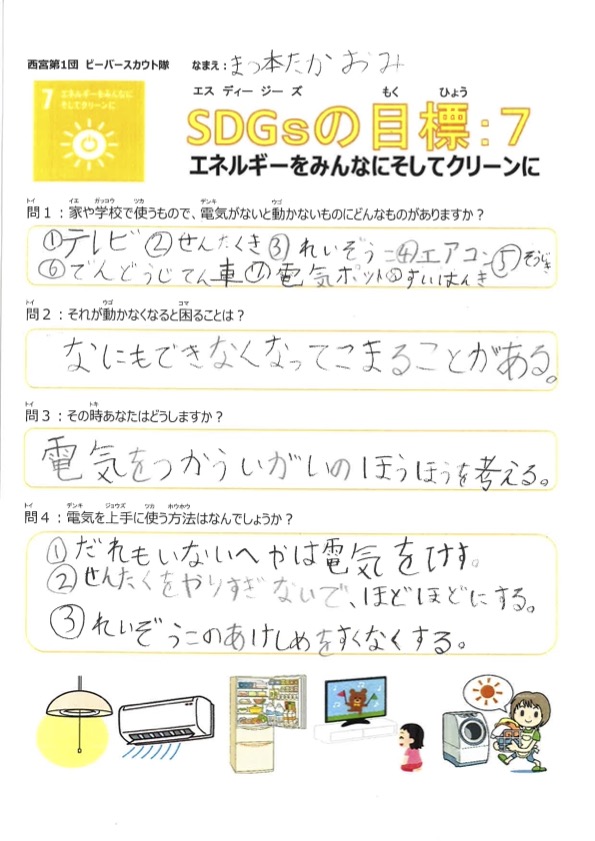 西宮第1団 ビーバースカウト隊 なまえ：まつ本たかおみ
7 エネルギーをみんなに
そしてクリーンに
エス ディー ジー ズ もく ひょう
SDGsの目標：7
エネルギーをみんなにそしてクリーンに
トイ イエ ガッコウ ツカ デンキ ウゴ
問１：家や学校で使うもので、電気がないと動かないものにどんなものがありますか？
①テレビ②せんたくき③れいぞうこ④エアコン⑤そうじき
⑥でんどうじてん車⑦電気ポット⑧すいはんき
トイ ウゴ コマ
問２：それが動かなくなると困ることは？
なにもできなくなってこまることがある。
トイ トキ
問３：その時あなたはどうしますか？
電気をつかういがいのほうほうを考える。
トイ デンキ ジョウズ ツカ ホウホウ
問４：電気を上手に使う方法はなんでしょうか？
①だれもいないへやは電気をけす。
②せんたくをやりすぎないで、ほどほどにする。
③れいぞうこのあけしめをすくなくする。